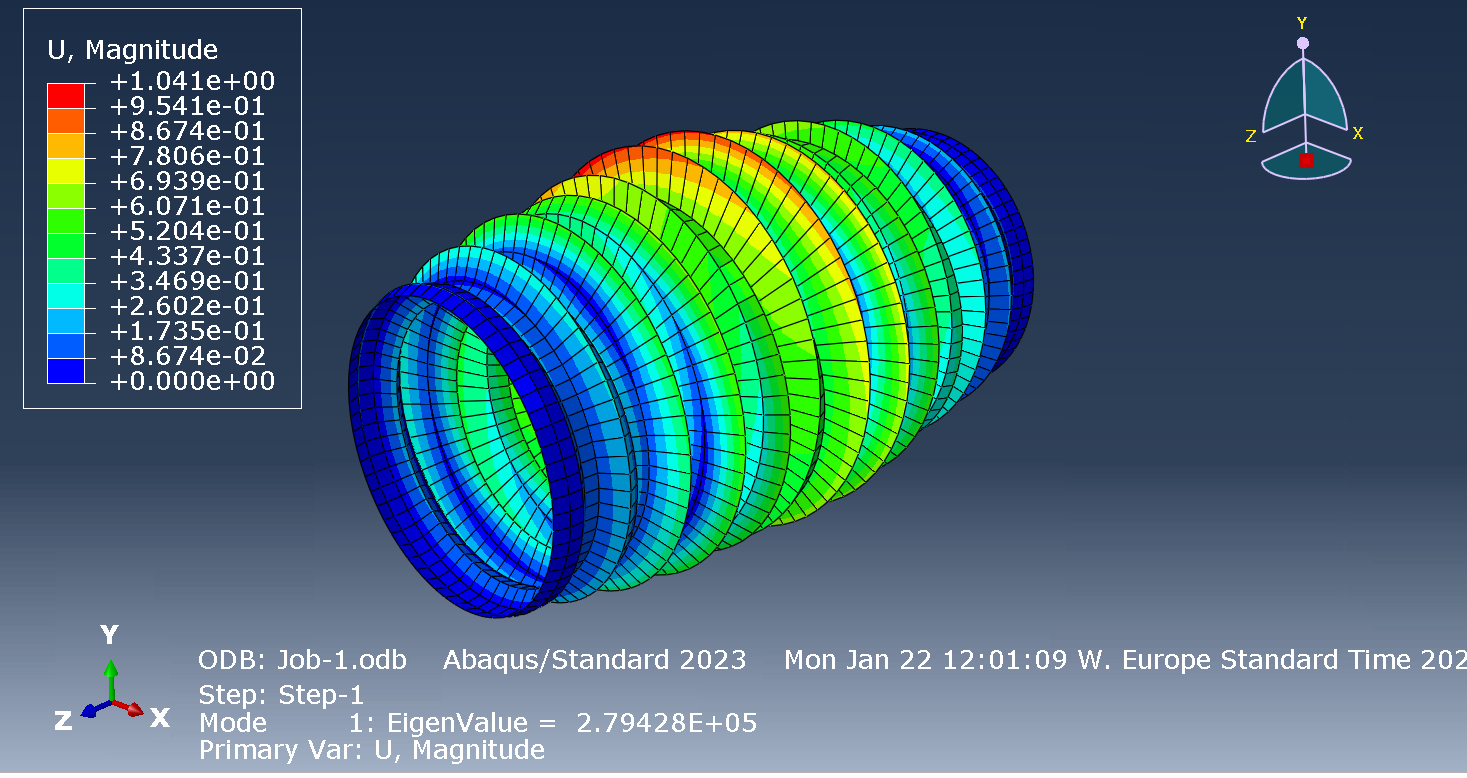 U, Magnitude
+1.041e+00
+9.541e-01
+8.674e-01
+7.806e-01
+6.939e-01
+6.071e-01
+5.204e-01
+4.337e-01
+3.469e-01
+2.602e-01
+1.735e-01
+8.674e-02
+0.000e+00
Y
Z X
Y
Z X
ODB: Job-1.odb Abaqus/Standard 2023 Mon Jan 22 12:01:09 W. Europe Standard Time 202
Step: Step-1
Mode 1: EigenValue = 2.79428E+05
Primary Var: U, Magnitude